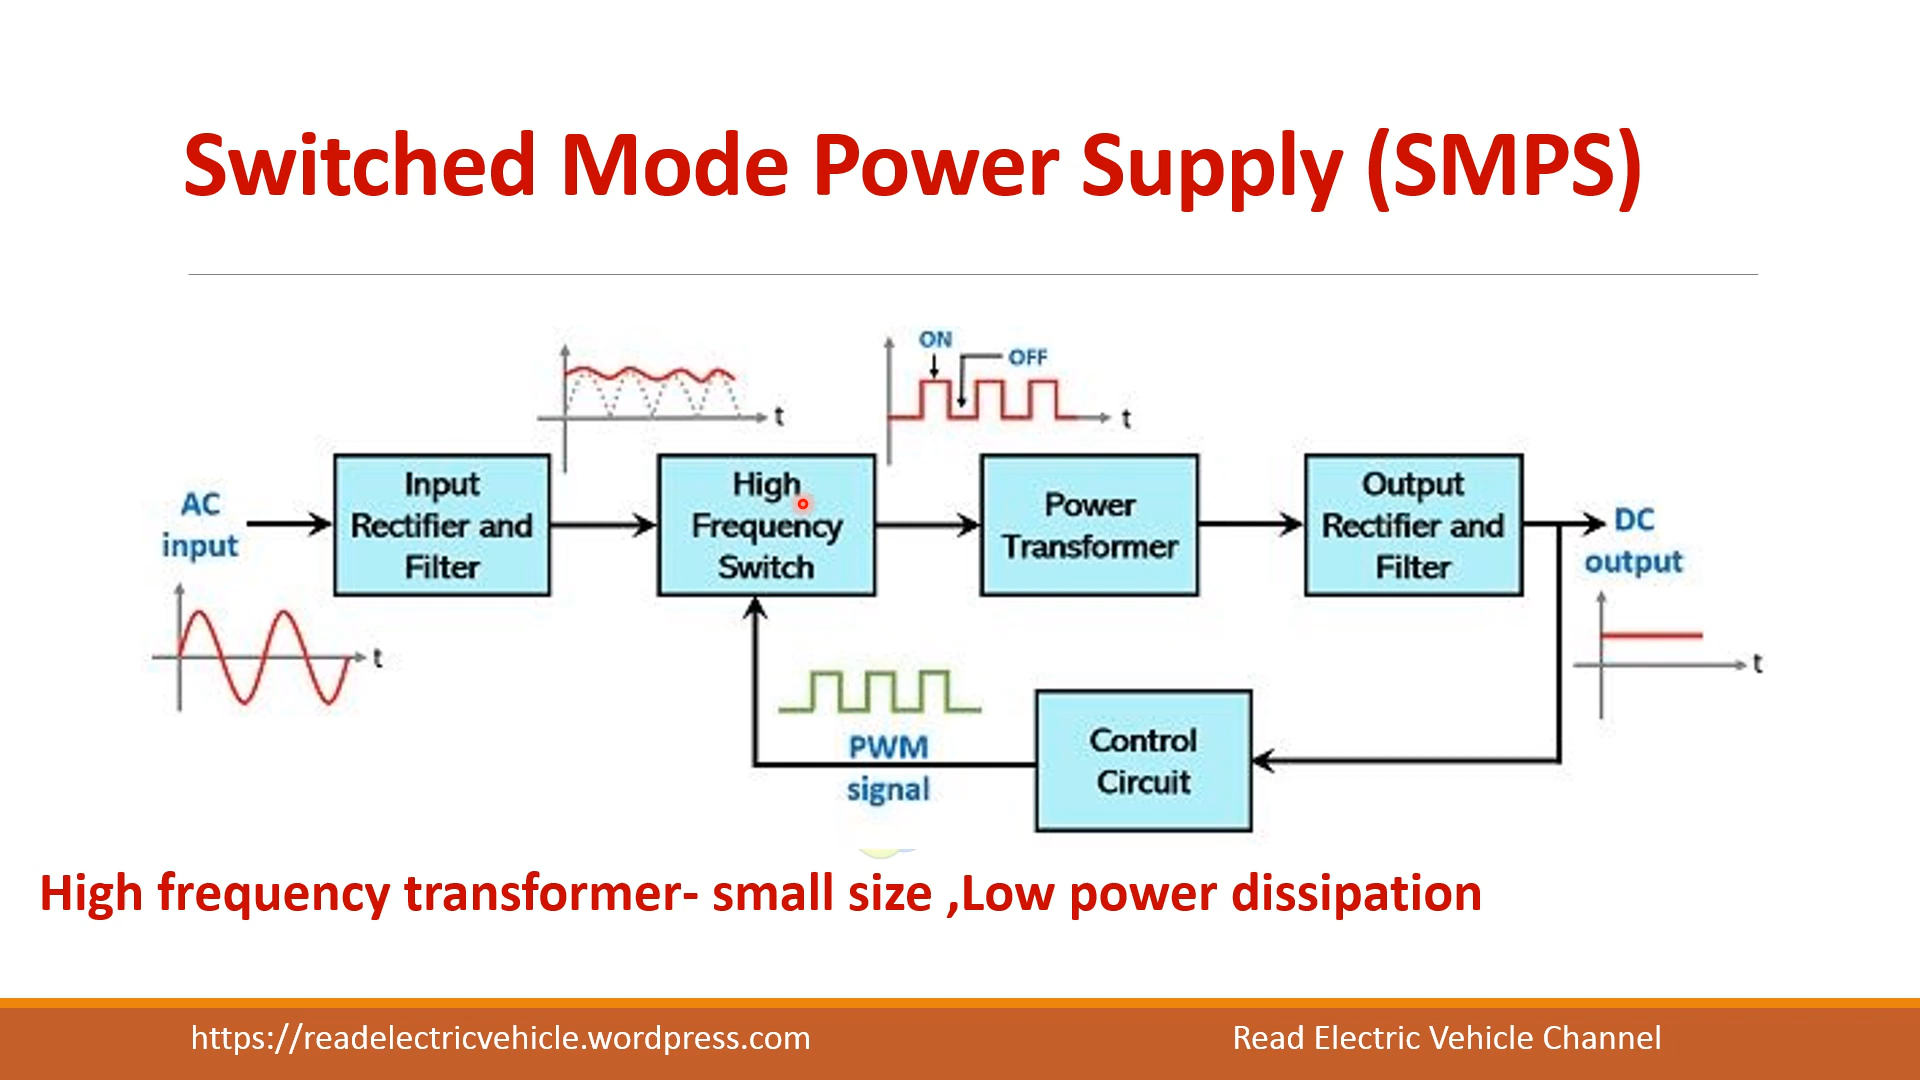 Switched Mode Power Supply (SMPS)
ON
OFF
t
t
AC
input
Input
Rectifier and
Filter
High
Frequency
Switch
Power
Transformer
Output
Rectifier and
Filter
DC
output
t
t
PWM
signal
Control
Circuit
High frequency transformer- small size ,Low power dissipation
https://readelectricvehicle.wordpress.com
Read Electric Vehicle Channel